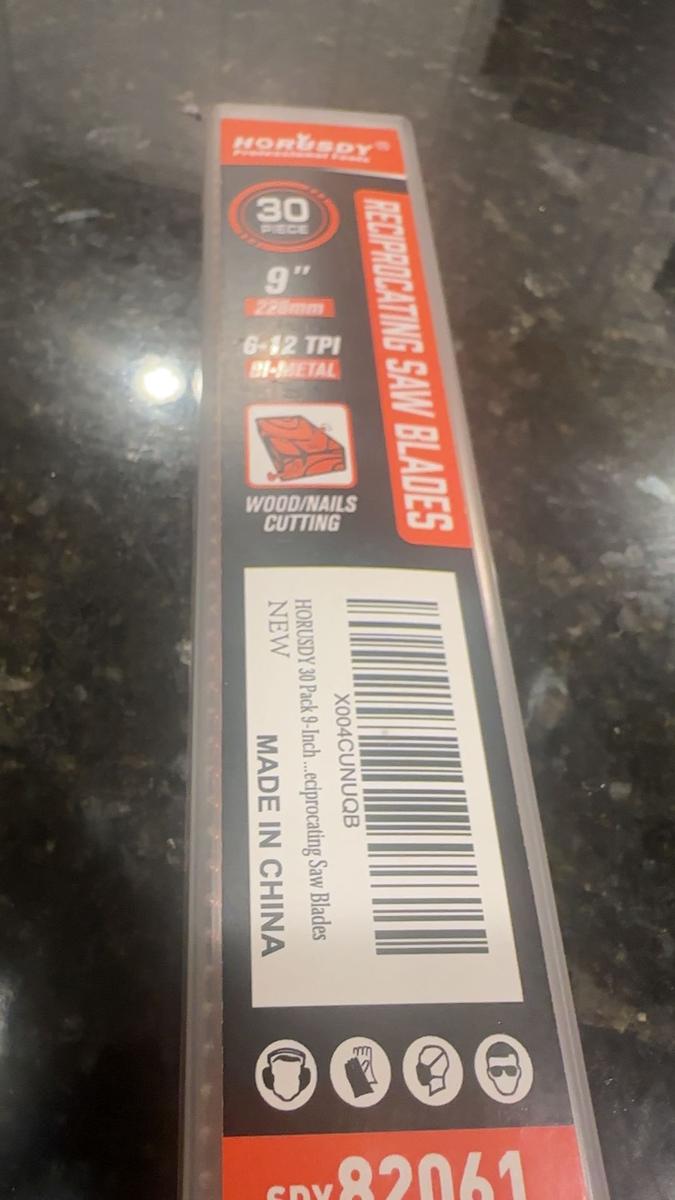 HORUSDY®
Professional Tools
30
PIECE
9"
228mm
6-12 TPI
BI-METAL
WOOD/NAILS
CUTTING
RECIPROCATING SAW BLADES
X004CUNUQB
HORUSDY 30 Pack 9-Inch ...eciprocating Saw Blades
NEW
MADE IN CHINA
SDY82061